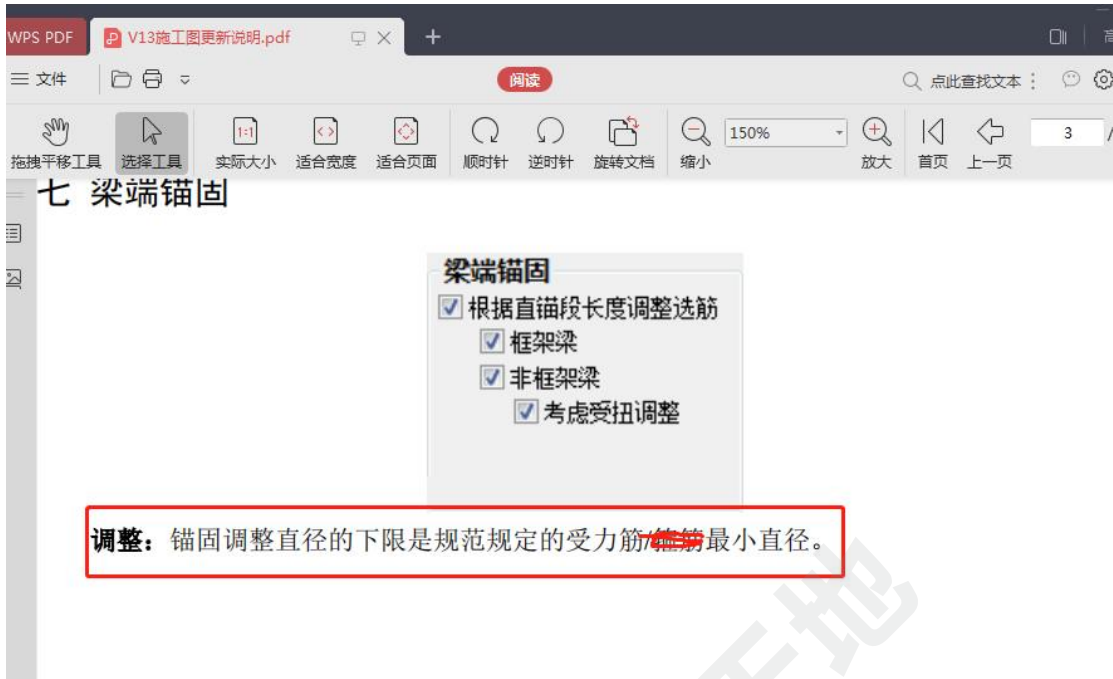 WPS PDF
V13施工图更新说明.pdf
文件
阅读
点此查找文本
拖拽平移工具
选择工具
实际大小
适合宽度
适合页面
顺时针
逆时针
旋转文档
缩小
150%
放大
首页
上一页
3
/
七 梁端锚固
梁端锚固
根据直锚段长度调整选筋
框架梁
非框架梁
考虑受扭调整
调整：锚固调整直径的下限是规范规定的受力筋/箍筋最小直径。